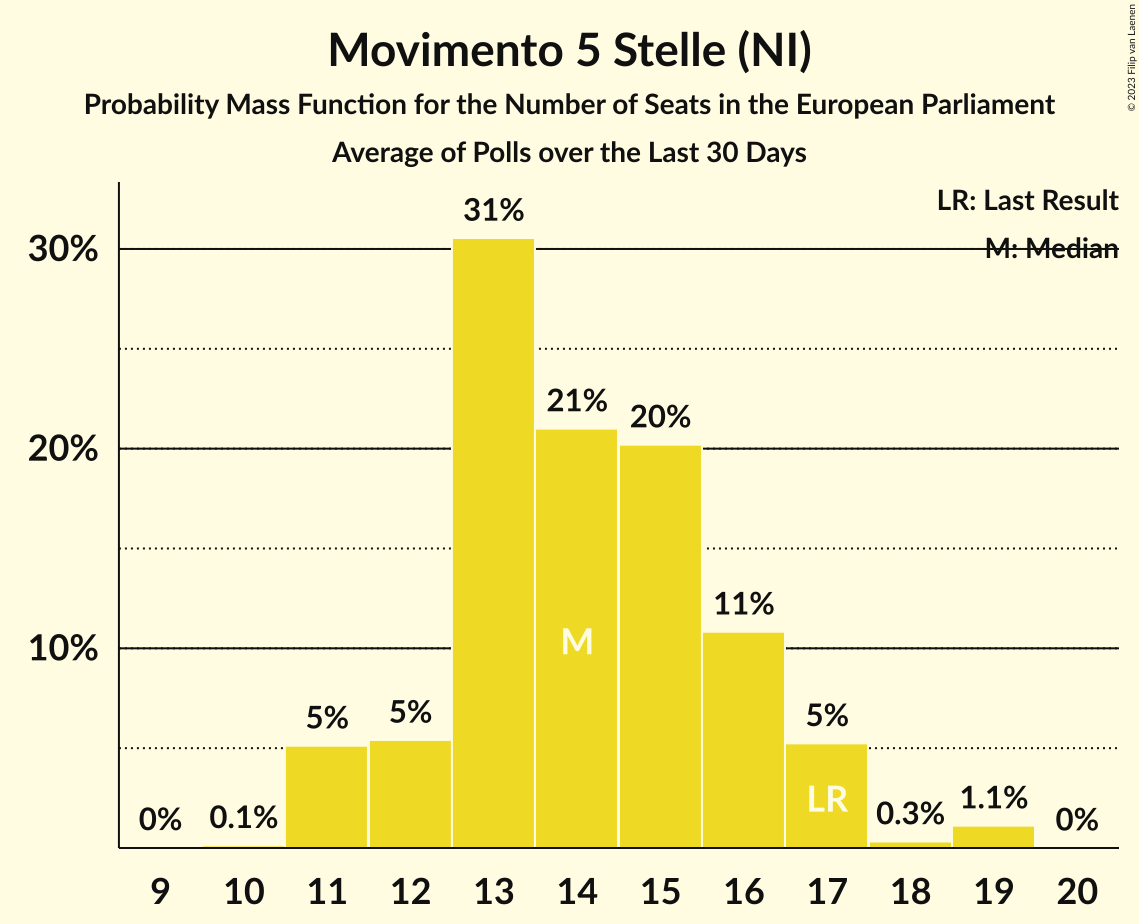 Movimento 5 Stelle (NI)
Probability Mass Function for the Number of Seats in the European Parliament
Average of Polls over the Last 30 Days
© 2023 Filip van Laenen
LR: Last Result
M: Median
30%
20%
10%
0%
0.1%
5%
5%
31%
21%
20%
11%
5%
0.3%
1.1%
0%
M
LR
9 10 11 12 13 14 15 16 17 18 19 20